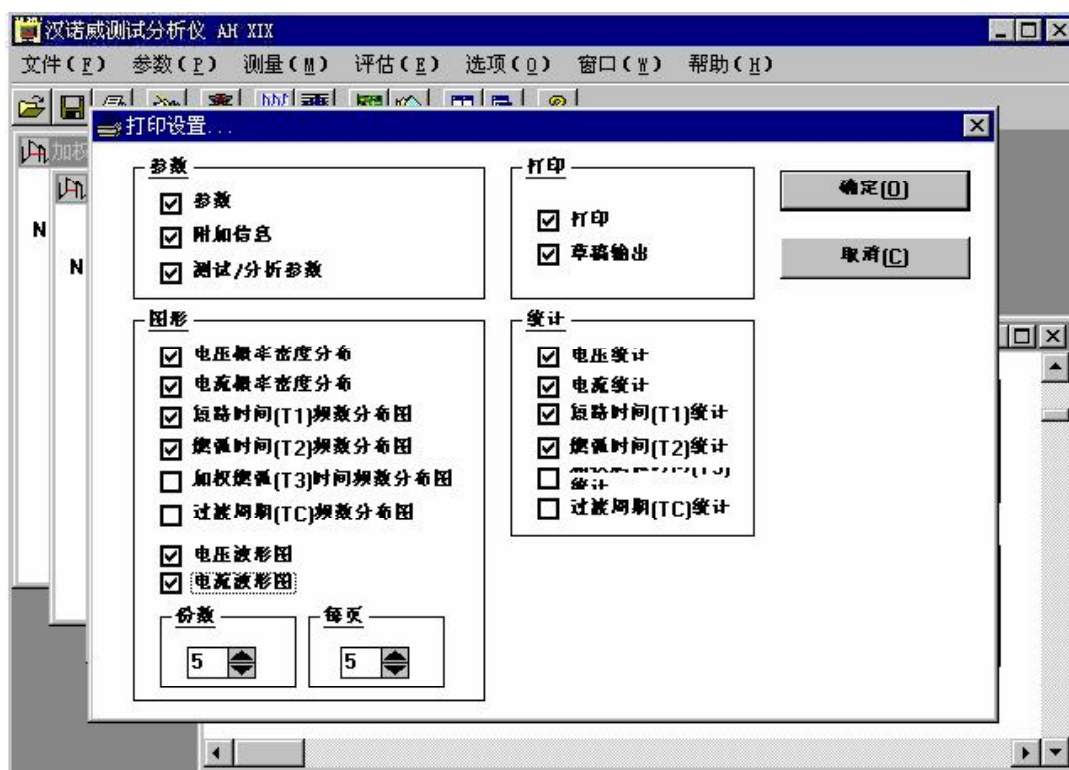 汉诺威测试分析仪 AH XIX
文件(F) 参数(P) 测量(M) 评估(E) 选项(O) 窗口(W) 帮助(H)
打印设置...
加权
N
N
参数
参数
附加信息
测试/分析参数
打印
打印
草稿输出
确定(O)
取消(C)
图形
电压概率密度分布
电流概率密度分布
短路时间(T1)频数分布图
燃弧时间(T2)频数分布图
加权燃弧(T3)时间频数分布图
过渡周期(TC)频数分布图
电压波形图
电流波形图
份数
5
每页
5
统计
电压统计
电流统计
短路时间(T1)统计
燃弧时间(T2)统计
统计
过渡周期(TC)统计